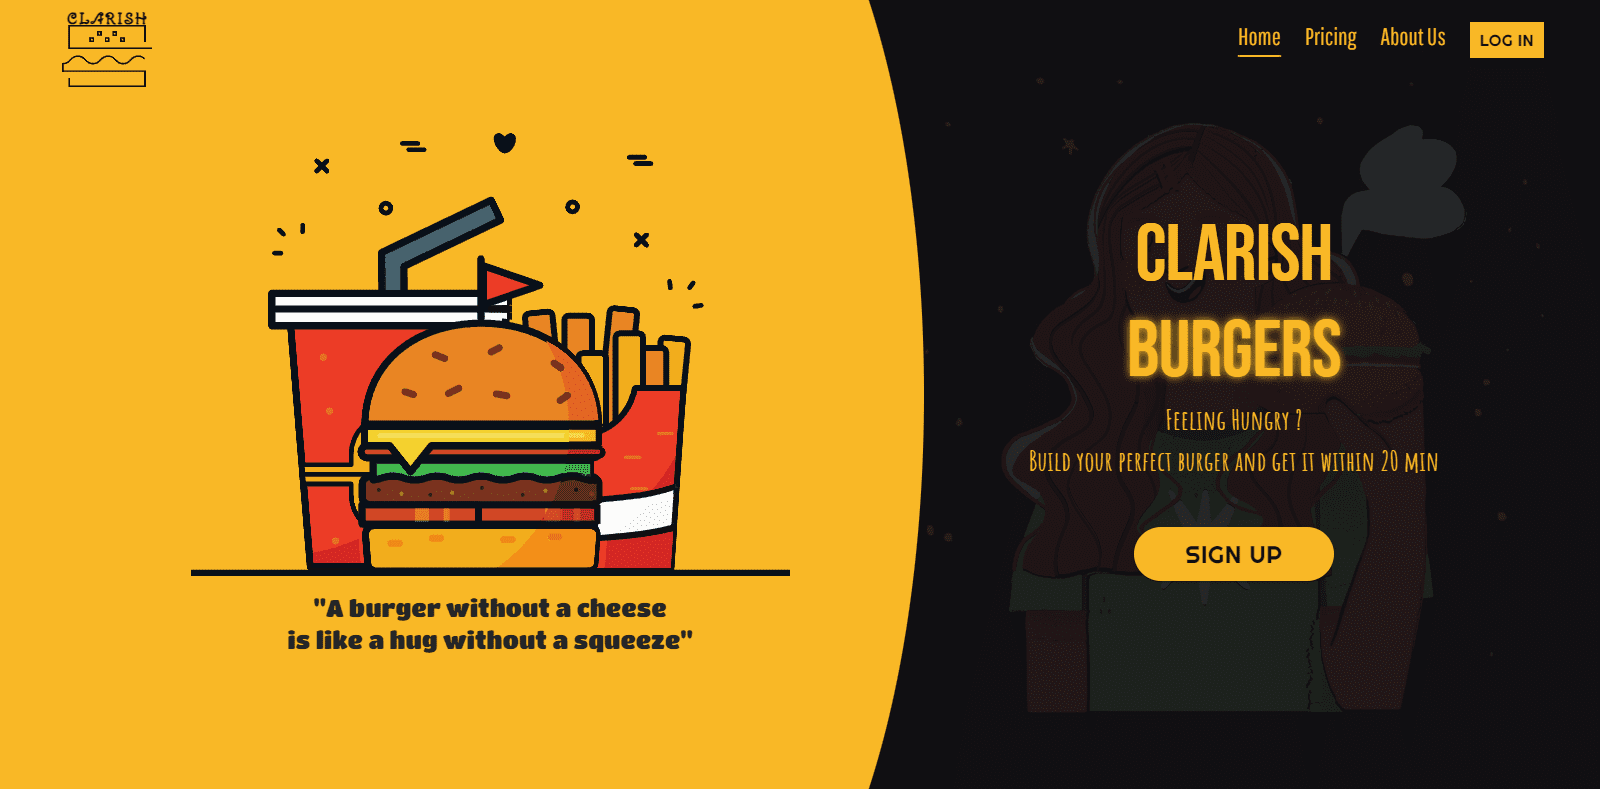 CLARISH
Home Pricing About Us LOG IN
CLARISH
BURGERS
Feeling Hungry ?
Build your perfect burger and get it within 20 min
SIGN UP
"A burger without a cheese
is like a hug without a squeeze"